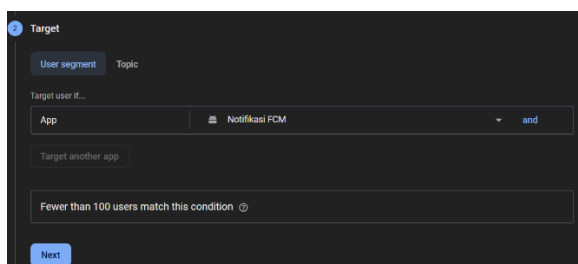 2 Target
User segment Topic
Target user if...
App Notifikasi FCM and
Target another app
Fewer than 100 users match this condition
Next